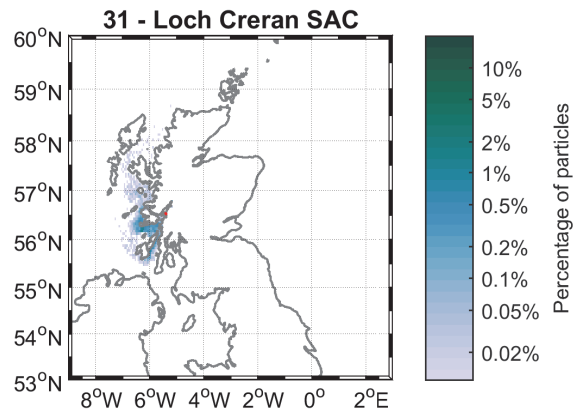 31 - Loch Creran SAC
60°N
59°N
58°N
57°N
56°N
55°N
54°N
53°N
8°W 6°W 4°W 2°W 0° 2°E
10%
5%
2%
1%
0.5%
0.2%
0.1%
0.05%
0.02%
Percentage of particles